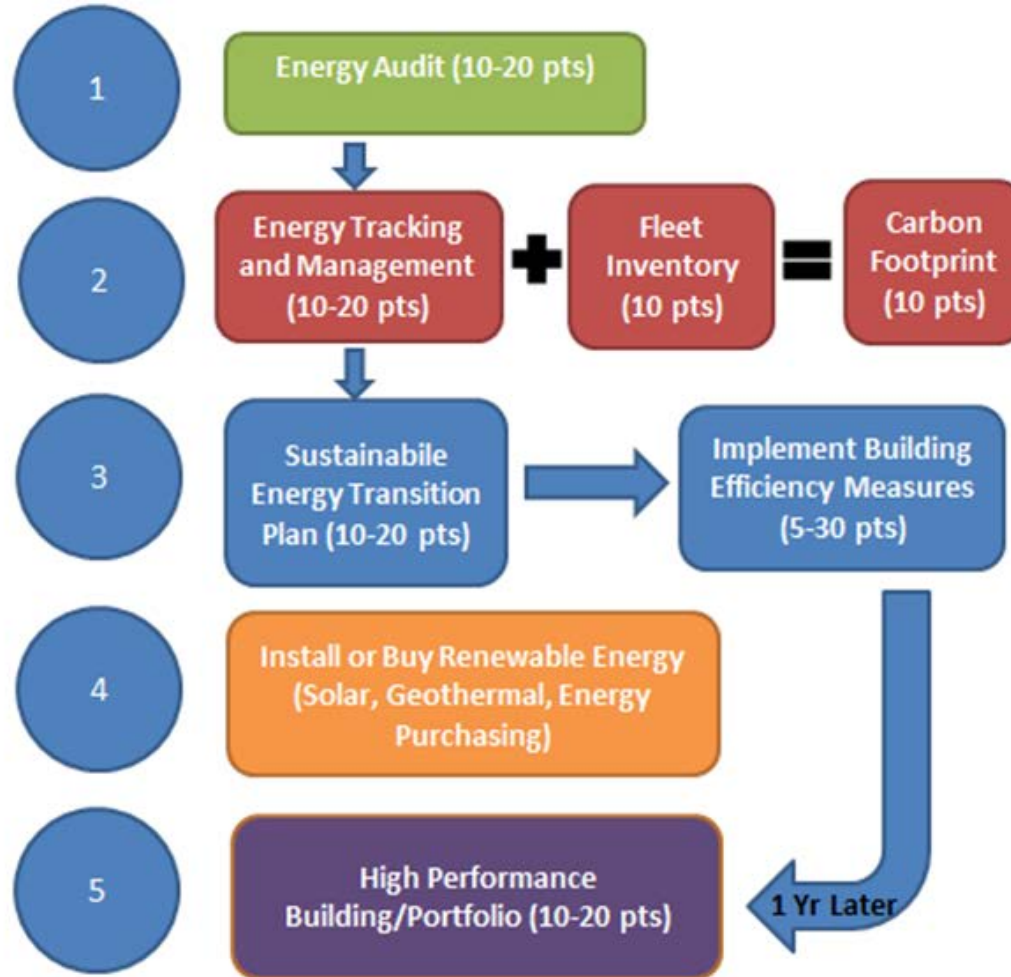 1
Energy Audit (10-20 pts)
2
Energy Tracking
and Management
(10-20 pts)
Fleet
Inventory
(10 pts)
Carbon
Footprint
(10 pts)
3
Sustainabile
Energy Transition
Plan (10-20 pts)
Implement Building
Efficiency Measures
(5-30 pts)
4
Install or Buy Renewable Energy
(Solar, Geothermal, Energy
Purchasing)
5
High Performance
Building/Portfolio (10-20 pts)
1 Yr Later